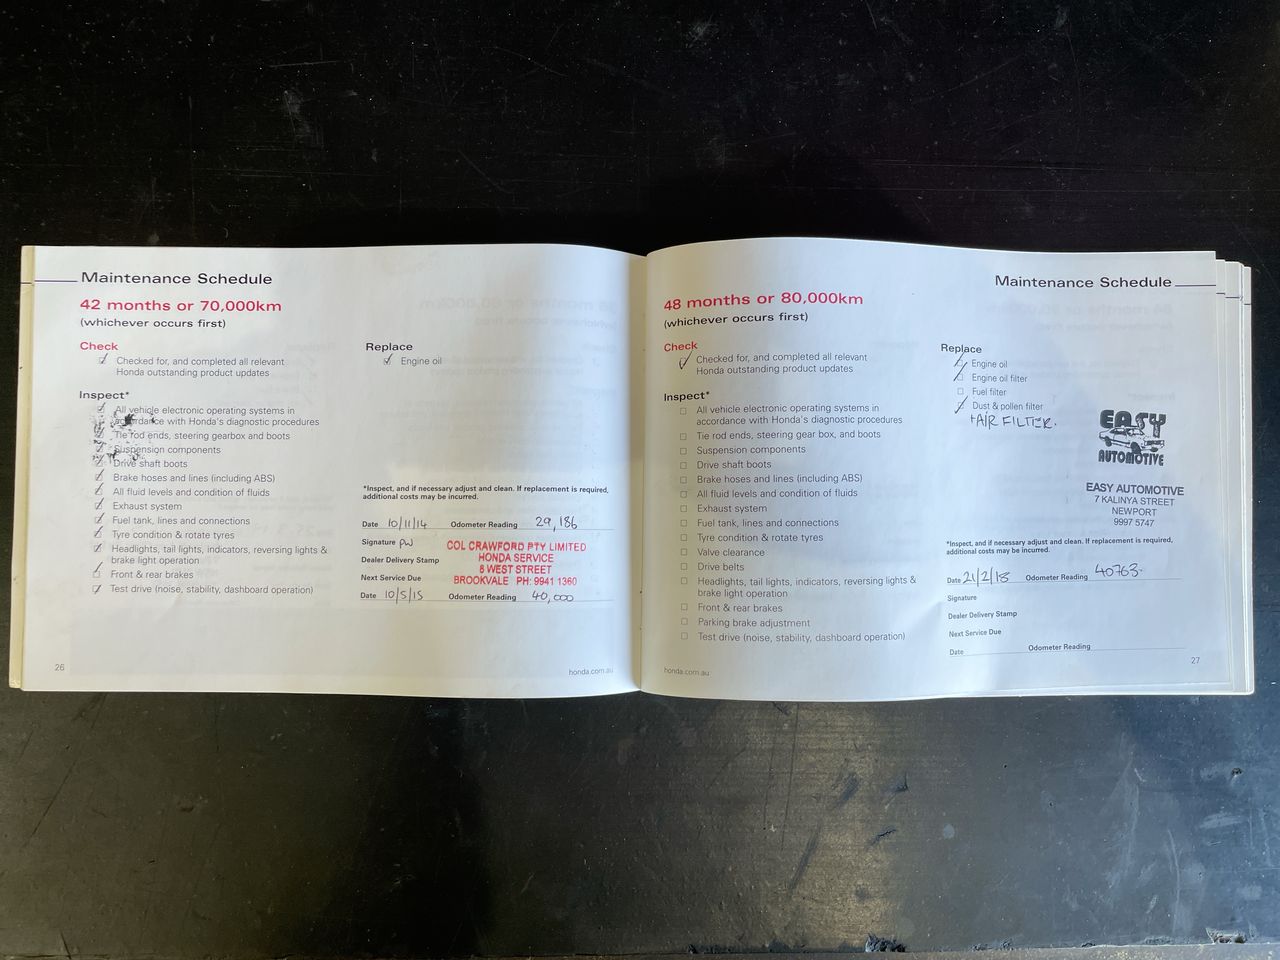 Maintenance Schedule
42 months or 70,000km
(whichever occurs first)
Check
Checked for, and completed all relevant
Honda outstanding product updates
Inspect*
All vehicle electronic operating systems in
accordance with Honda's diagnostic procedures
Tie rod ends, steering gearbox and boots
Suspension components
Drive shaft boots
Brake hoses and lines (including ABS)
All fluid levels and condition of fluids
Exhaust system
Fuel tank, lines and connections
Tyre condition & rotate tyres
Headlights, tail lights, indicators, reversing lights &
brake light operation
Front & rear brakes
Test drive (noise, stability, dashboard operation)
26
Replace
Engine oil
*Inspect, and if necessary adjust and clean. If replacement is required,
additional costs may be incurred.
Date 10/11/14 Odometer Reading 29,186
Signature PW
Dealer Delivery Stamp
COL CRAWFORD PTY LIMITED
HONDA SERVICE
8 WEST STREET
BROOKVALE PH: 9941 1360
Next Service Due
Date 10/5/15 Odometer Reading 40,000
honda.com.au
Maintenance Schedule
48 months or 80,000km
(whichever occurs first)
Check
Checked for, and completed all relevant
Honda outstanding product updates
Inspect*
All vehicle electronic operating systems in
accordance with Honda's diagnostic procedures
Tie rod ends, steering gear box, and boots
Suspension components
Drive shaft boots
Brake hoses and lines (including ABS)
All fluid levels and condition of fluids
Exhaust system
Fuel tank, lines and connections
Tyre condition & rotate tyres
Valve clearance
Drive belts
Headlights, tail lights, indicators, reversing lights &
brake light operation
Front & rear brakes
Parking brake adjustment
Test drive (noise, stability, dashboard operation)
honda.com.au
Replace
Engine oil
Engine oil filter
Fuel filter
Dust & pollen filter
+AIR FILTER.
EASY
AUTOMOTIVE
EASY AUTOMOTIVE
7 KALINYA STREET
NEWPORT
9997 5747
*Inspect, and if necessary adjust and clean. If replacement is required,
additional costs may be incurred.
Date 21/2/18 Odometer Reading 40763.
Signature
Dealer Delivery Stamp
Next Service Due
Date Odometer Reading
27